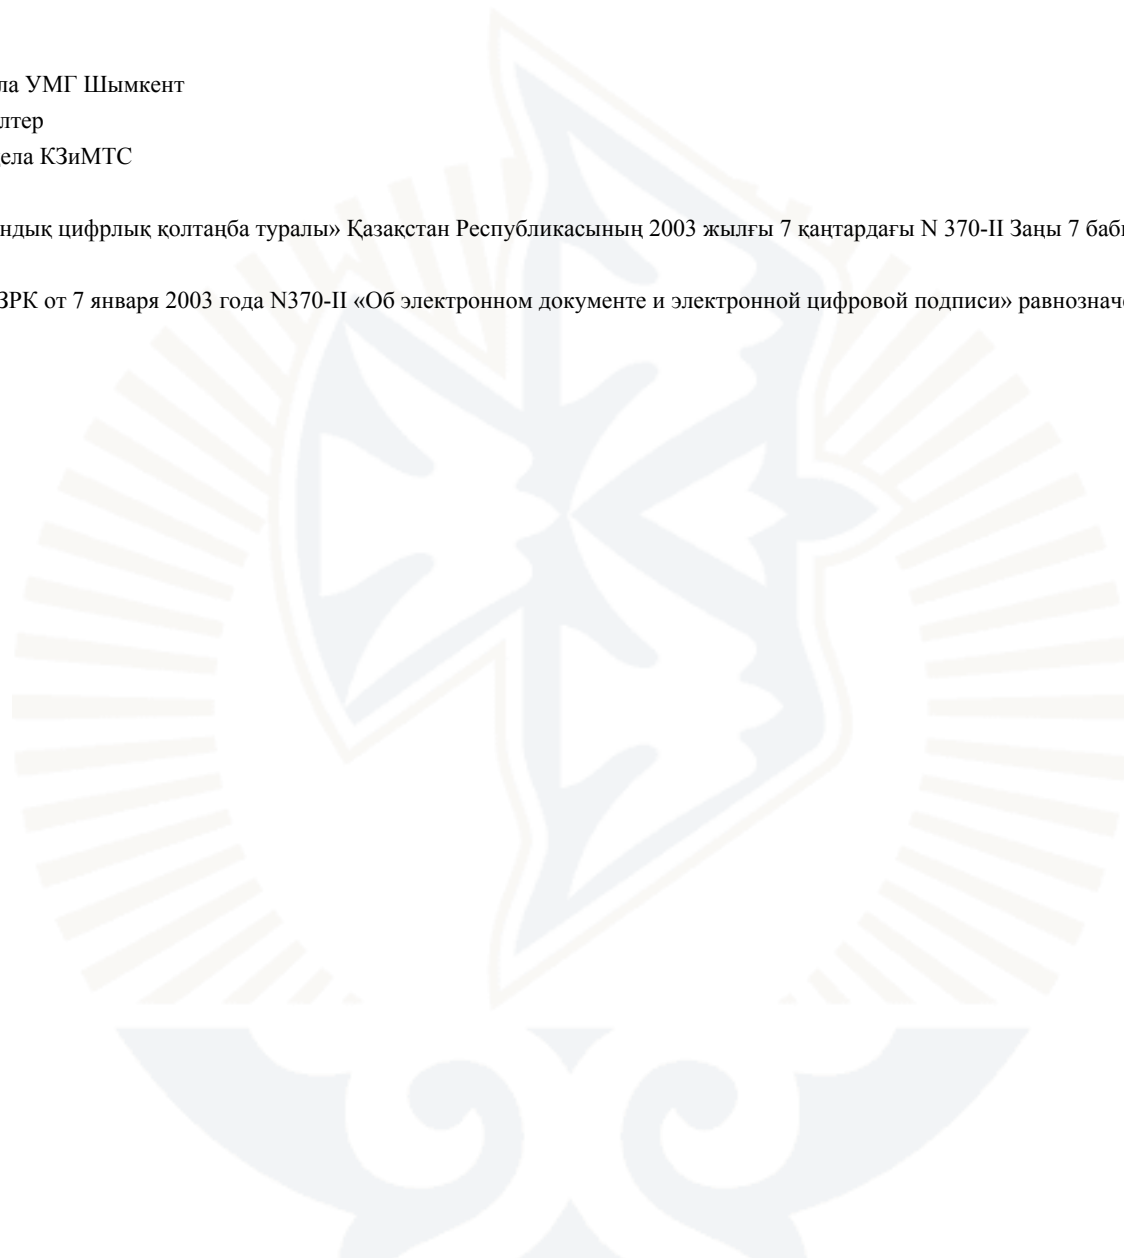 ла УМГ Шымкент
лтер
ела КЗиМТС
ндық цифрлық қолтаңба туралы» Қазақстан Республикасының 2003 жылғы 7 қаңтардағы N 370-II Заңы 7 баб
ЗРК от 7 января 2003 года N370-II «Об электронном документе и электронной цифровой подписи» равнознач